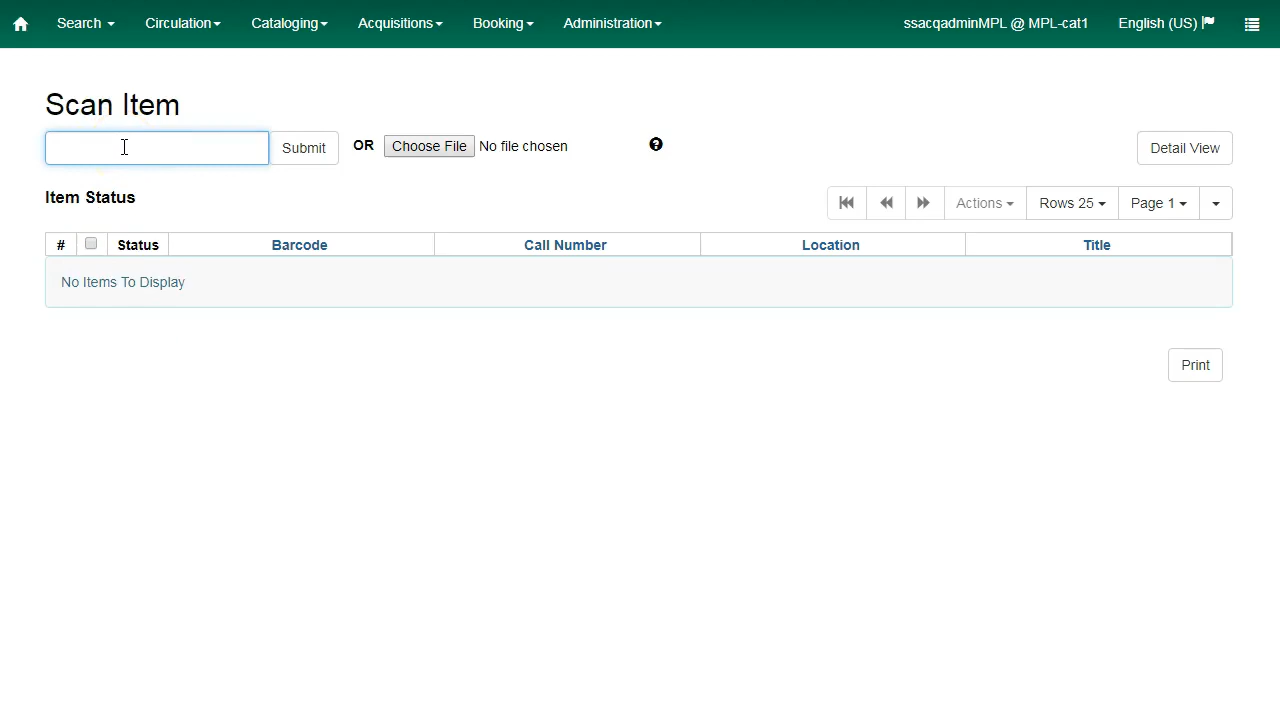 Search Circulation Cataloging Acquisitions Booking Administration ssacqadminMPL @ MPL-cat1 English (US)
Scan Item
Submit OR Choose File No file chosen Detail View
Item Status Actions Rows 25 Page 1
# Status Barcode Call Number Location Title
No Items To Display
Print